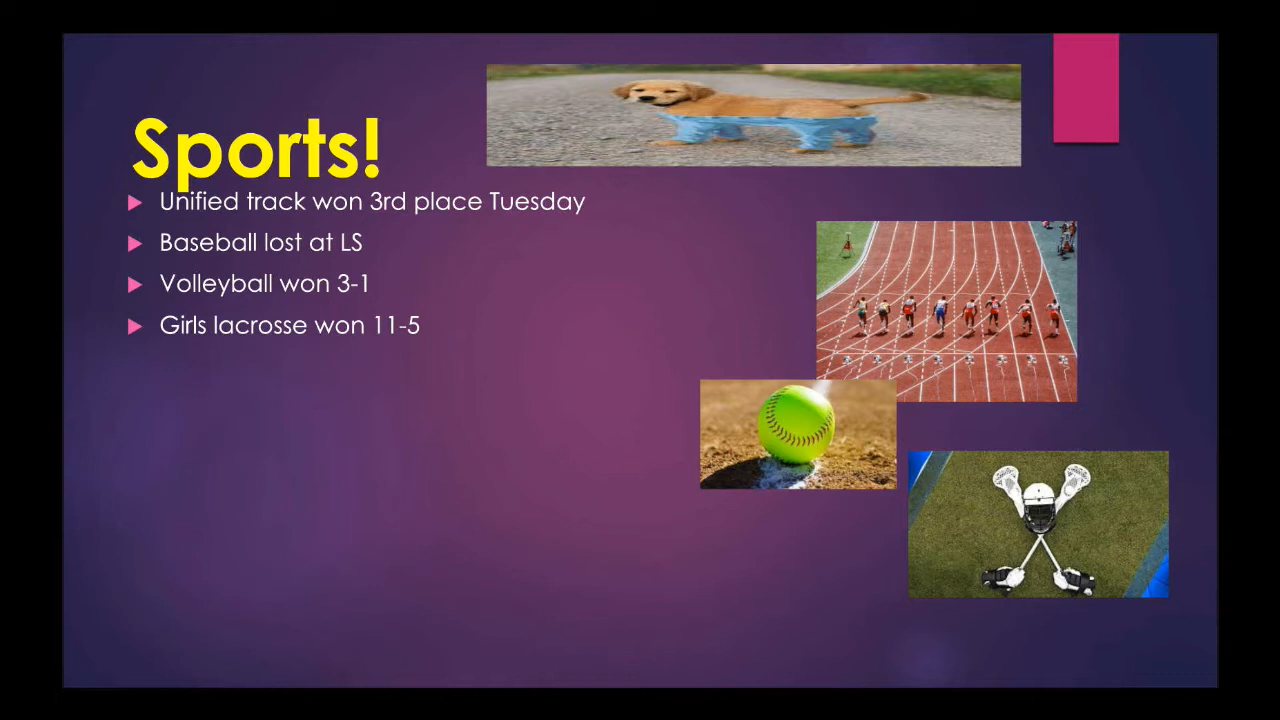 Sports!
Unified track won 3rd place Tuesday
Baseball lost at LS
Volleyball won 3-1
Girls lacrosse won 11-5